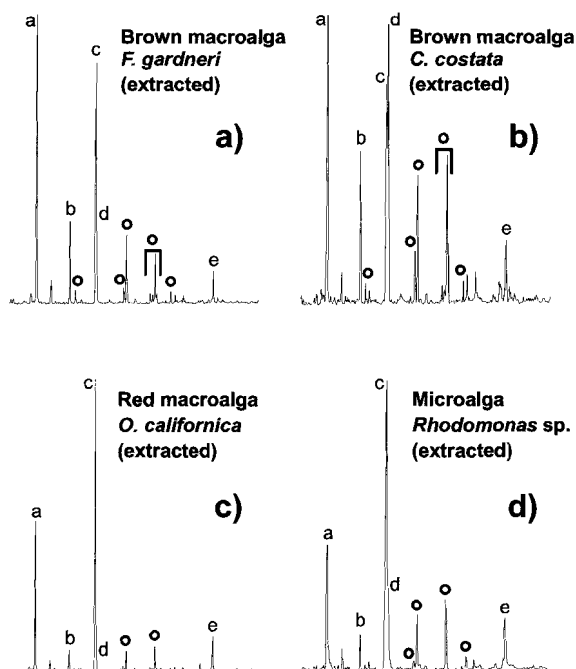 a
Brown macroalga
F. gardneri
(extracted)
c
a)
b
d
e
a
d
Brown macroalga
C. costata
(extracted)
c
b)
b
e
c
Red macroalga
O. californica
(extracted)
c)
a
b
d
e
c
Microalga
Rhodomonas sp.
(extracted)
d)
a
d
b
e